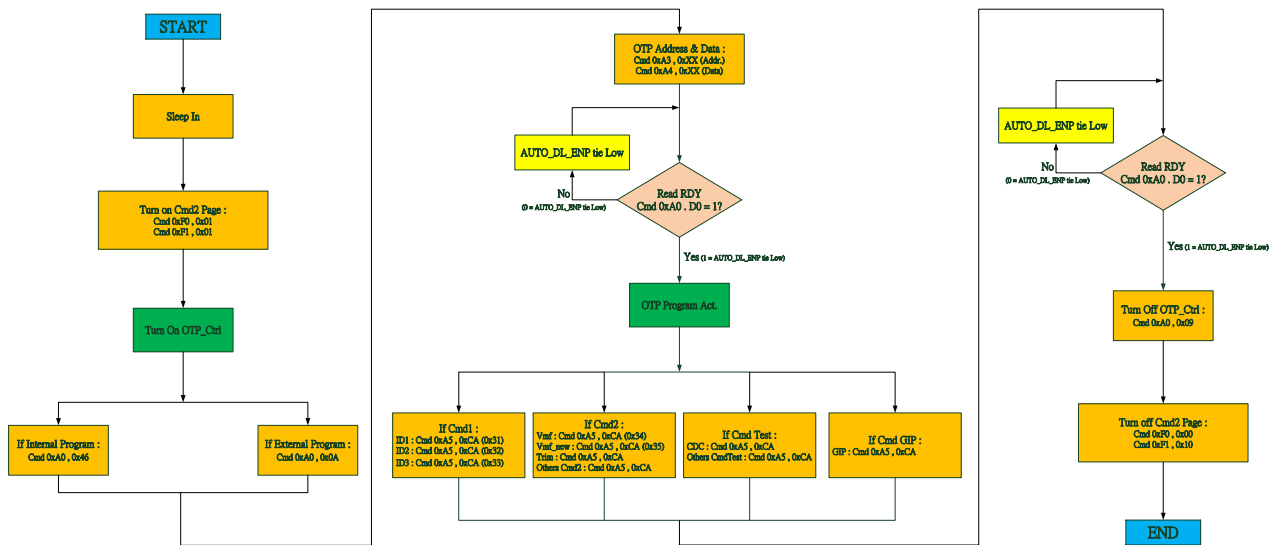 START
Sleep In
Turn on Cmd2 Page :
Cmd 0xF0 , 0x01
Cmd 0xF1 , 0x01
Turn On OTP_Ctrl
If Internal Program :
Cmd 0xA0 , 0x46
If External Program :
Cmd 0xA0 , 0x0A
OTP Address & Data :
Cmd 0xA3 , 0xXX (Addr.)
Cmd 0xA4 , 0xXX (Data)
AUTO_DL_ENP tie Low
No
(0 = AUTO_DL_ENP tie Low)
Read RDY
Cmd 0xA0 . D0 = 1?
Yes (1 = AUTO_DL_ENP tie Low)
OTP Program Act.
If Cmd1 :
ID1 : Cmd 0xA5 , 0xCA (0x31)
ID2 : Cmd 0xA5 , 0xCA (0x32)
ID3 : Cmd 0xA5 , 0xCA (0x33)
If Cmd2 :
Vmf : Cmd 0xA5 , 0xCA (0x34)
Vmf_new : Cmd 0xA5 , 0xCA (0x35)
Trim : Cmd 0xA5 , 0xCA
Others Cmd2 : Cmd 0xA5 , 0xCA
If Cmd Test :
CDC : Cmd 0xA5 , 0xCA
Others CmdTest : Cmd 0xA5 , 0xCA
If Cmd GIP :
GIP : Cmd 0xA5 , 0xCA
AUTO_DL_ENP tie Low
No
(0 = AUTO_DL_ENP tie Low)
Read RDY
Cmd 0xA0 . D0 = 1?
Yes (1 = AUTO_DL_ENP tie Low)
Turn Off OTP_Ctrl :
Cmd 0xA0 , 0x09
Turn off Cmd2 Page :
Cmd 0xF0 , 0x00
Cmd 0xF1 , 0x10
END